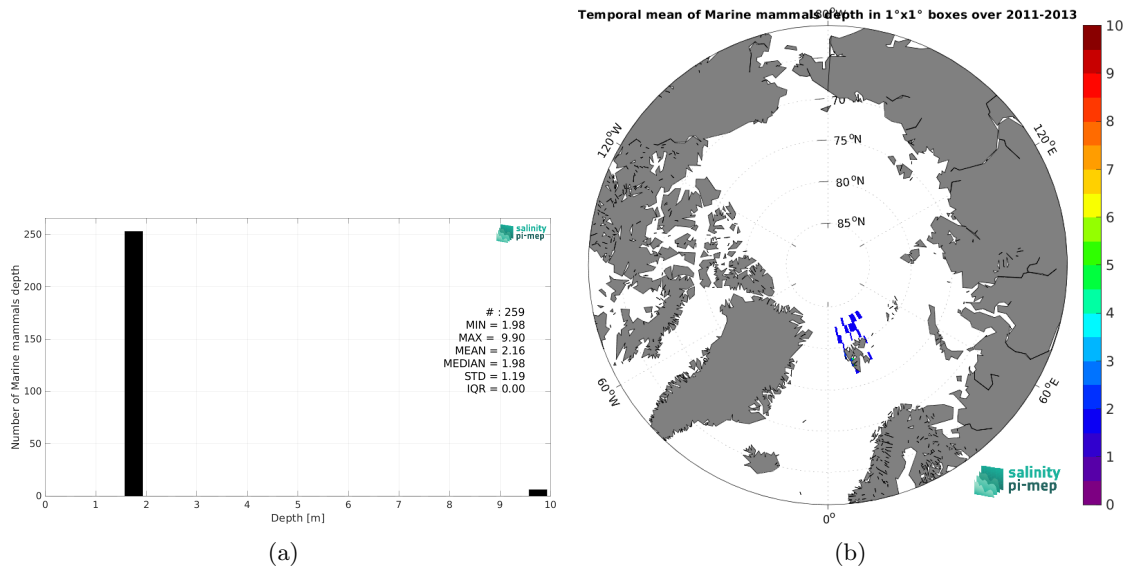 250
200
150
100
50
0
0 1 2 3 4 5 6 7 8 9 10
Number of Marine mammals depth
Depth [m]
salinity
pi-mep
# : 259
MIN = 1.98
MAX = 9.90
MEAN = 2.16
MEDIAN = 1.98
STD = 1.19
IQR = 0.00
(a)
Temporal mean of Marine mammals depth in 1°x1° boxes over 2011-2013
180°W
120°W
120°E
70°N
75°N
80°N
85°N
60°W
60°E
0°
salinity
pi-mep
10
9
8
7
6
5
4
3
2
1
0
(b)